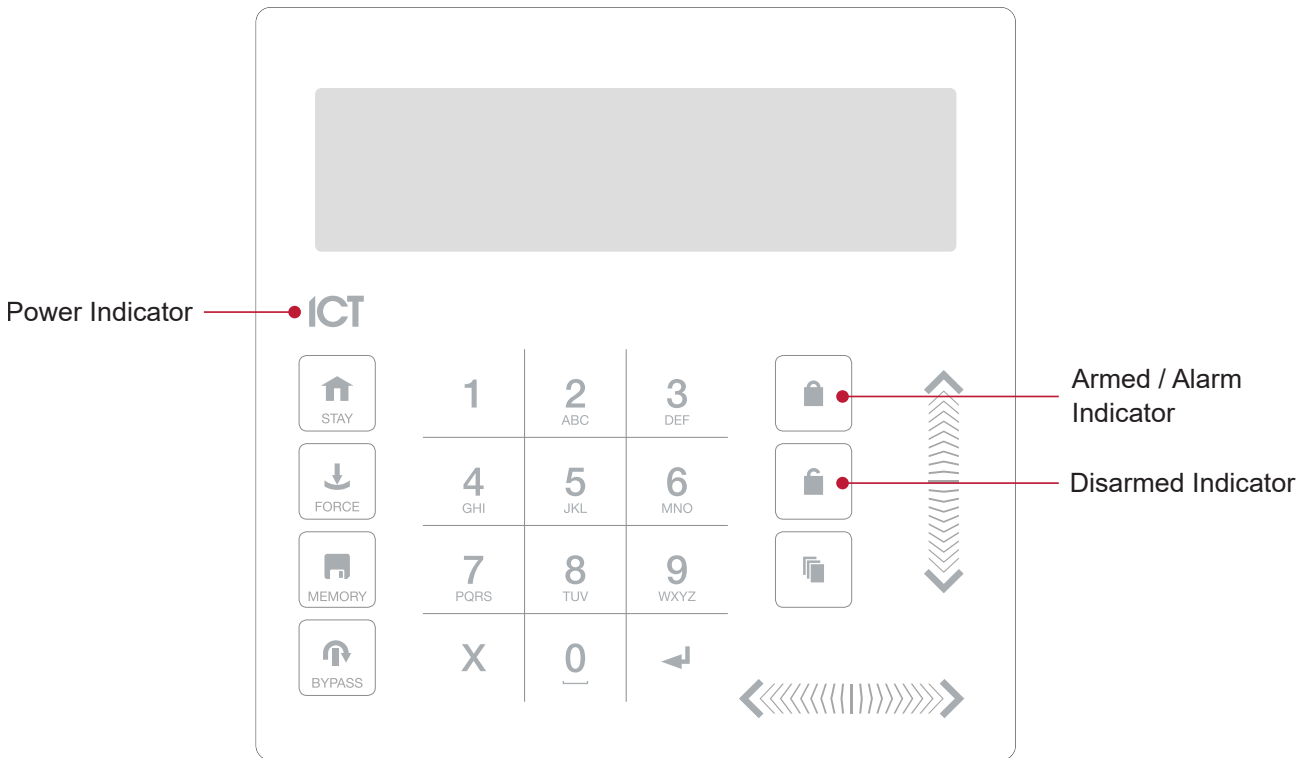 Power Indicator
ICT
STAY
1
2
ABC
3
DEF
Armed / Alarm
Indicator
FORCE
4
GHI
5
JKL
6
MNO
Disarmed Indicator
MEMORY
7
PQRS
8
TUV
9
WXYZ
BYPASS
X
0